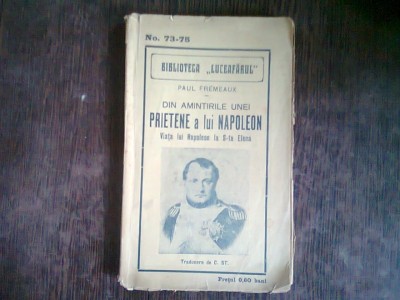 No. 73-75
BIBLIOTECA „LUCEAFĂRUL"
PAUL FREMEAUX
DIN AMINTIRILE UNEI
PRIETENE a lui NAPOLEON
Viața lui Napoleon la S-ta Elena
Traducere de C. ST.
Prețul 0,60 bani